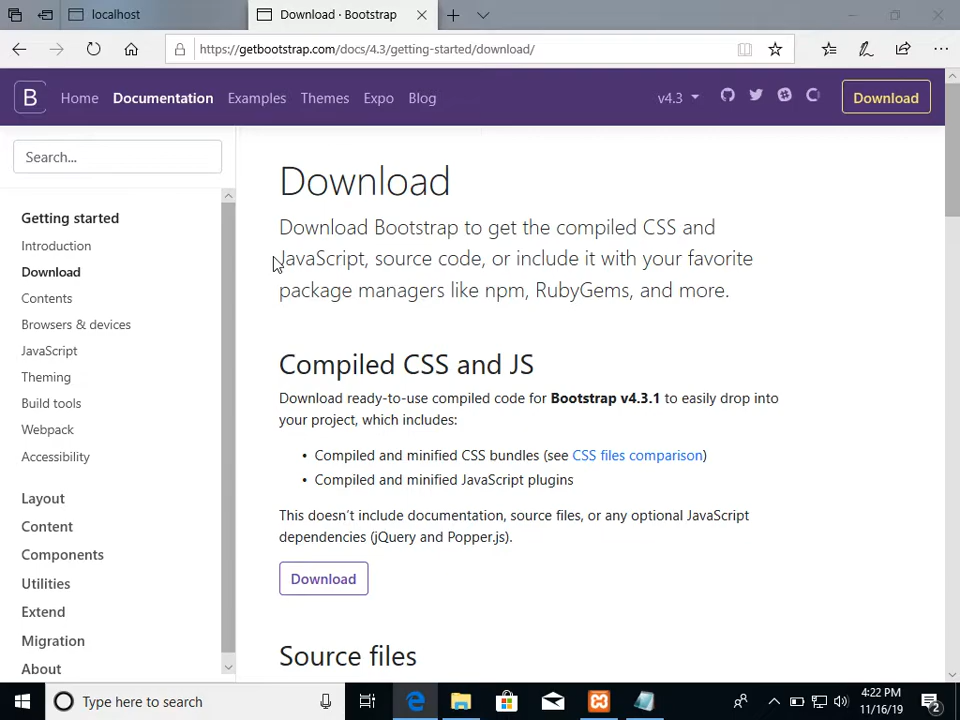 localhost
Download · Bootstrap
https://getbootstrap.com/docs/4.3/getting-started/download/
B
Home
Documentation
Examples
Themes
Expo
Blog
v4.3
Download
Search...
Getting started
Introduction
Download
Contents
Browsers & devices
JavaScript
Theming
Build tools
Webpack
Accessibility
Layout
Content
Components
Utilities
Extend
Migration
About
Download
Download Bootstrap to get the compiled CSS and
JavaScript, source code, or include it with your favorite
package managers like npm, RubyGems, and more.
Compiled CSS and JS
Download ready-to-use compiled code for Bootstrap v4.3.1 to easily drop into
your project, which includes:
• Compiled and minified CSS bundles (see CSS files comparison)
• Compiled and minified JavaScript plugins
This doesn't include documentation, source files, or any optional JavaScript
dependencies (jQuery and Popper.js).
Download
Source files
Type here to search
4:22 PM
11/16/19
2